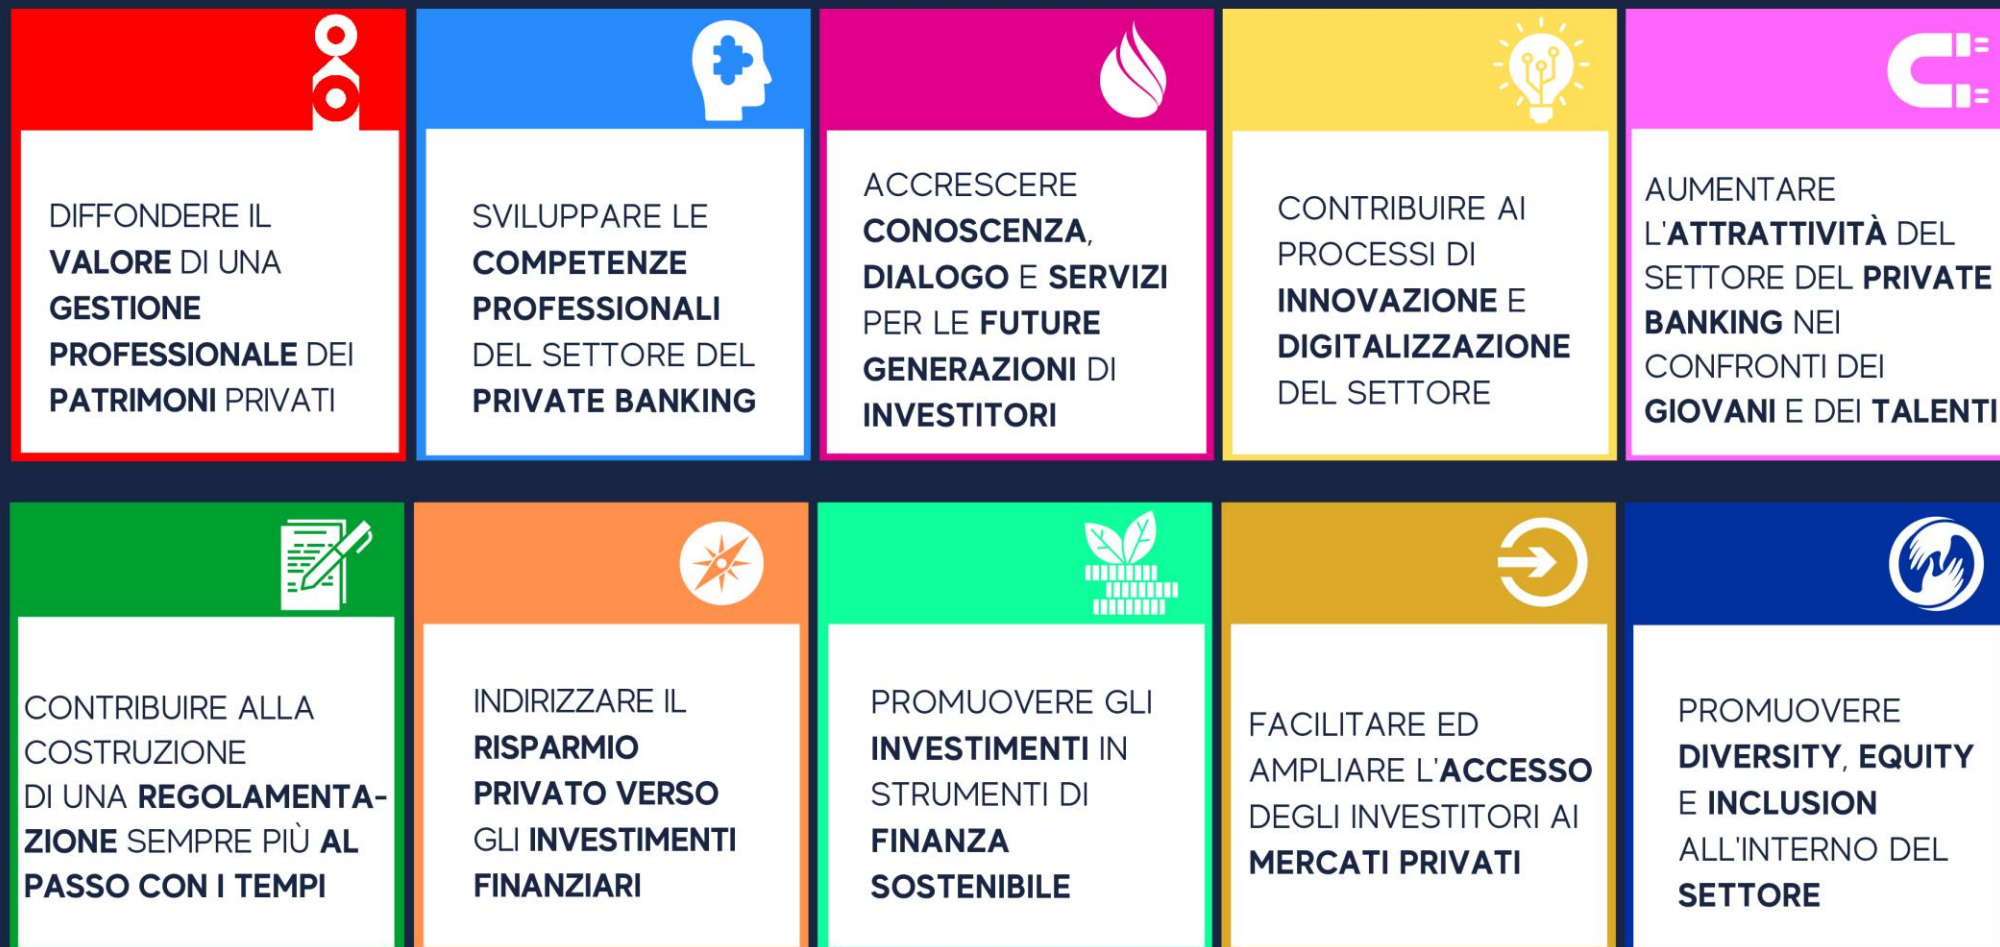 DIFFONDERE IL
VALORE DI UNA
GESTIONE
PROFESSIONALE DEI
PATRIMONI PRIVATI
SVILUPPARE LE
COMPETENZE
PROFESSIONALI
DEL SETTORE DEL
PRIVATE BANKING
ACCRESCERE
CONOSCENZA,
DIALOGO E SERVIZI
PER LE FUTURE
GENERAZIONI DI
INVESTITORI
CONTRIBUIRE AI
PROCESSI DI
INNOVAZIONE E
DIGITALIZZAZIONE
DEL SETTORE
AUMENTARE
L'ATTRATTIVITÀ DEL
SETTORE DEL PRIVATE
BANKING NEI
CONFRONTI DEI
GIOVANI E DEI TALENTI
CONTRIBUIRE ALLA
COSTRUZIONE
DI UNA REGOLAMENTA-
ZIONE SEMPRE PIÙ AL
PASSO CON I TEMPI
INDIRIZZARE IL
RISPARMIO
PRIVATO VERSO
GLI INVESTIMENTI
FINANZIARI
PROMUOVERE GLI
INVESTIMENTI IN
STRUMENTI DI
FINANZA
SOSTENIBILE
FACILITARE ED
AMPLIARE L'ACCESSO
DEGLI INVESTITORI AI
MERCATI PRIVATI
PROMUOVERE
DIVERSITY, EQUITY
E INCLUSION
ALL'INTERNO DEL
SETTORE